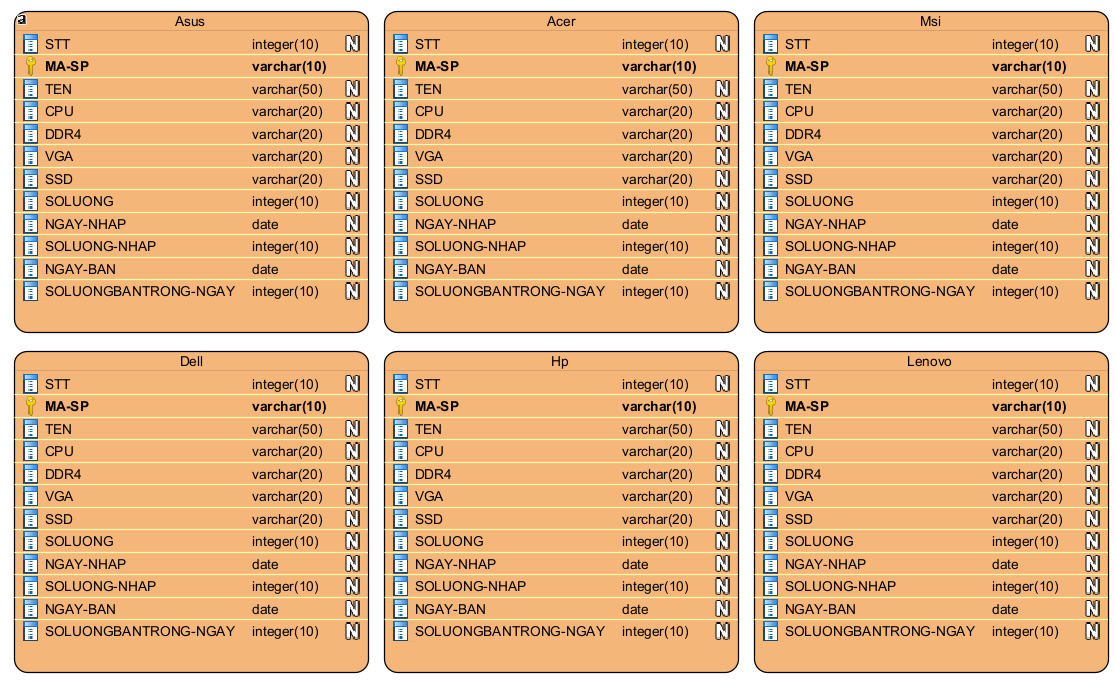 a
Asus
STT integer(10) N
MA-SP varchar(10)
TEN varchar(50) N
CPU varchar(20) N
DDR4 varchar(20) N
VGA varchar(20) N
SSD varchar(20) N
SOLUONG integer(10) N
NGAY-NHAP date N
SOLUONG-NHAP integer(10) N
NGAY-BAN date N
SOLUONGBANTRONG-NGAY integer(10) N
Acer
STT integer(10) N
MA-SP varchar(10)
TEN varchar(50) N
CPU varchar(20) N
DDR4 varchar(20) N
VGA varchar(20) N
SSD varchar(20) N
SOLUONG integer(10) N
NGAY-NHAP date N
SOLUONG-NHAP integer(10) N
NGAY-BAN date N
SOLUONGBANTRONG-NGAY integer(10) N
Msi
STT integer(10) N
MA-SP varchar(10)
TEN varchar(50) N
CPU varchar(20) N
DDR4 varchar(20) N
VGA varchar(20) N
SSD varchar(20) N
SOLUONG integer(10) N
NGAY-NHAP date N
SOLUONG-NHAP integer(10) N
NGAY-BAN date N
SOLUONGBANTRONG-NGAY integer(10) N
Dell
STT integer(10) N
MA-SP varchar(10)
TEN varchar(50) N
CPU varchar(20) N
DDR4 varchar(20) N
VGA varchar(20) N
SSD varchar(20) N
SOLUONG integer(10) N
NGAY-NHAP date N
SOLUONG-NHAP integer(10) N
NGAY-BAN date N
SOLUONGBANTRONG-NGAY integer(10) N
Hp
STT integer(10) N
MA-SP varchar(10)
TEN varchar(50) N
CPU varchar(20) N
DDR4 varchar(20) N
VGA varchar(20) N
SSD varchar(20) N
SOLUONG integer(10) N
NGAY-NHAP date N
SOLUONG-NHAP integer(10) N
NGAY-BAN date N
SOLUONGBANTRONG-NGAY integer(10) N
Lenovo
STT integer(10) N
MA-SP varchar(10)
TEN varchar(50) N
CPU varchar(20) N
DDR4 varchar(20) N
VGA varchar(20) N
SSD varchar(20) N
SOLUONG integer(10) N
NGAY-NHAP date N
SOLUONG-NHAP integer(10) N
NGAY-BAN date N
SOLUONGBANTRONG-NGAY integer(10) N